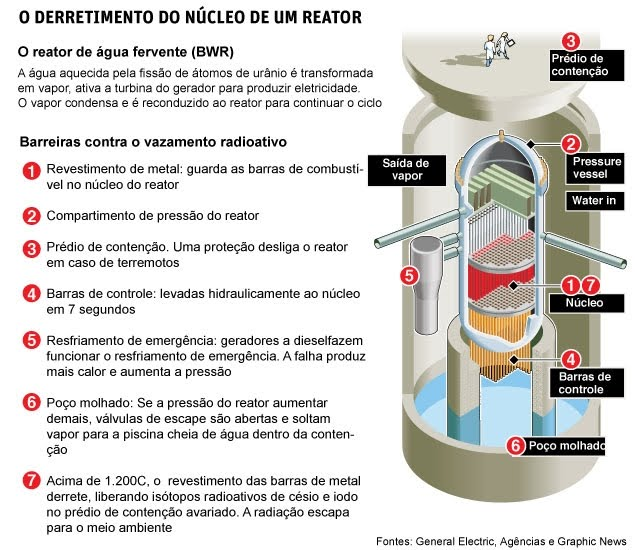 O DERRETIMENTO DO NÚCLEO DE UM REATOR
O reator de água fervente (BWR)
A água aquecida pela fissão de átomos de urânio é transformada
em vapor, ativa a turbina do gerador para produzir eletricidade.
O vapor condensa e é reconduzido ao reator para continuar o ciclo
Barreiras contra o vazamento radioativo
1 Revestimento de metal: guarda as barras de combustí-
vel no núcleo do reator
2 Compartimento de pressão do reator
3 Prédio de contenção. Uma proteção desliga o reator
em caso de terremotos
4 Barras de controle: levadas hidraulicamente ao núcleo
em 7 segundos
5 Resfriamento de emergência: geradores a dieselfazem
funcionar o resfriamento de emergência. A falha produz
mais calor e aumenta a pressão
6 Poço molhado: Se a pressão do reator aumentar
demais, válvulas de escape são abertas e soltam
vapor para a piscina cheia de água dentro da conten-
ção
7 Acima de 1.200C, o revestimento das barras de metal
derrete, liberando isótopos radioativos de césio e iodo
no prédio de contenção avariado. A radiação escapa
para o meio ambiente
3
Prédio de
contenção
2
Pressure
vessel
Saída de
vapor
Water in
5
1 7
Núcleo
4
Barras de
controle
6 Poço molhado
Fontes: General Electric, Agências e Graphic News